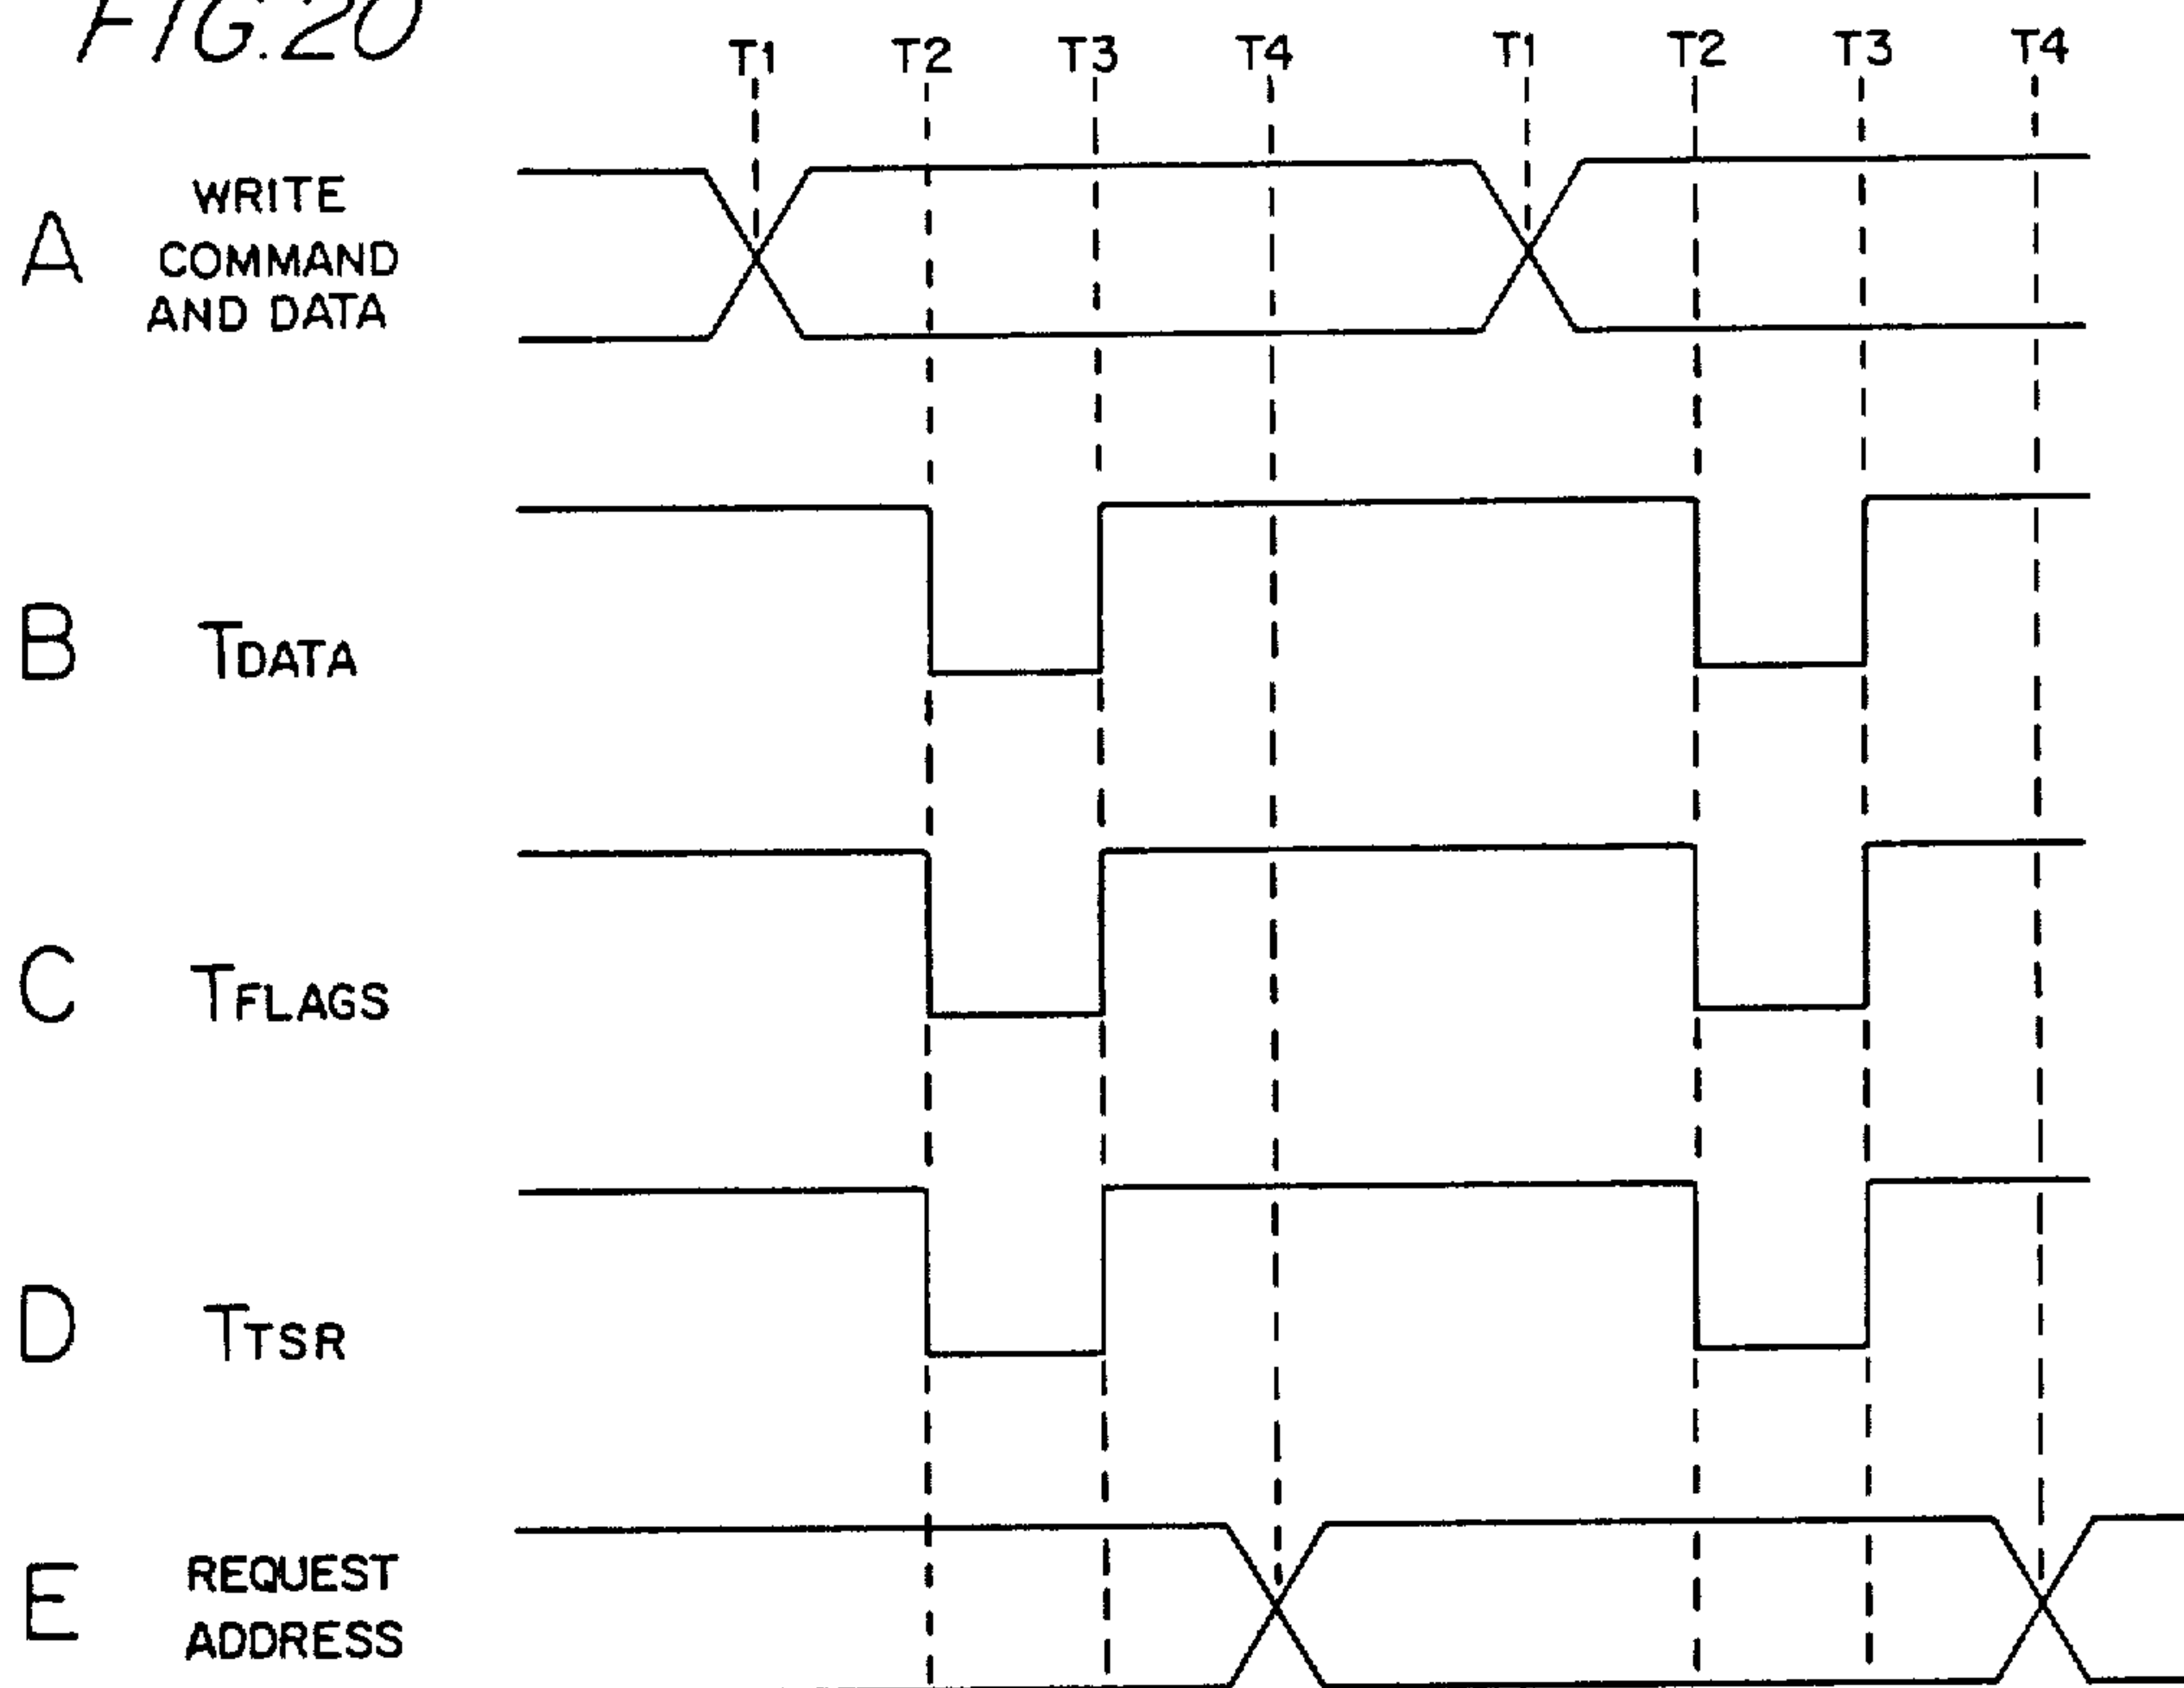 FIG. 20
T1 T2 T3 T4 T1 T2 T3 T4
A WRITE
COMMAND
AND DATA
B TDATA
C TFLAGS
D TTSR
E REQUEST
ADDRESS